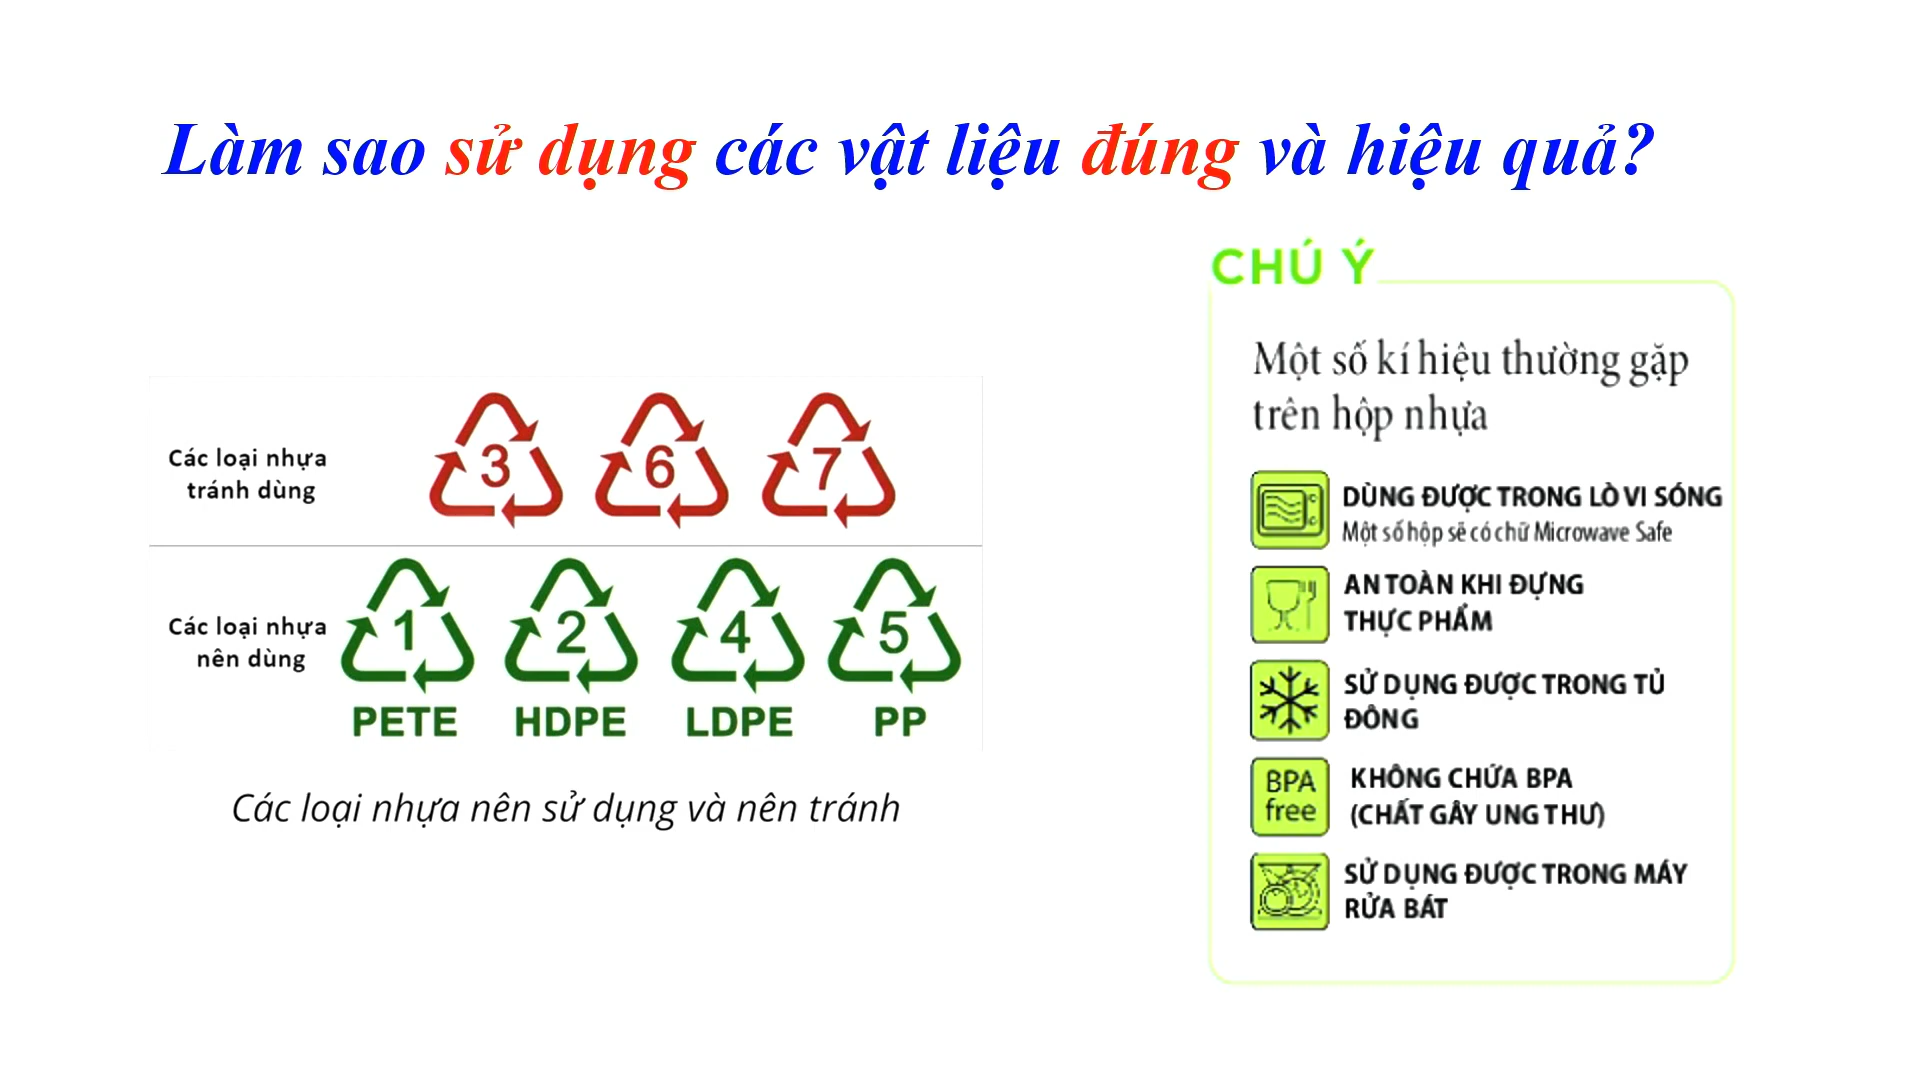 Làm sao sử dụng các vật liệu đúng và hiệu quả?
Các loại nhựa
tránh dùng
3 6 7
Các loại nhựa
nên dùng
1 2 4 5
PETE HDPE LDPE PP
Các loại nhựa nên sử dụng và nên tránh
CHÚ Ý
Một số kí hiệu thường gặp
trên hộp nhựa
DÙNG ĐƯỢC TRONG LÒ VI SÓNG
Một số hộp sẽ có chữ Microwave Safe
AN TOÀN KHI ĐỰNG
THỰC PHẨM
SỬ DỤNG ĐƯỢC TRONG TỦ
ĐÔNG
BPA
free
KHÔNG CHỨA BPA
(CHẤT GÂY UNG THƯ)
SỬ DỤNG ĐƯỢC TRONG MÁY
RỬA BÁT